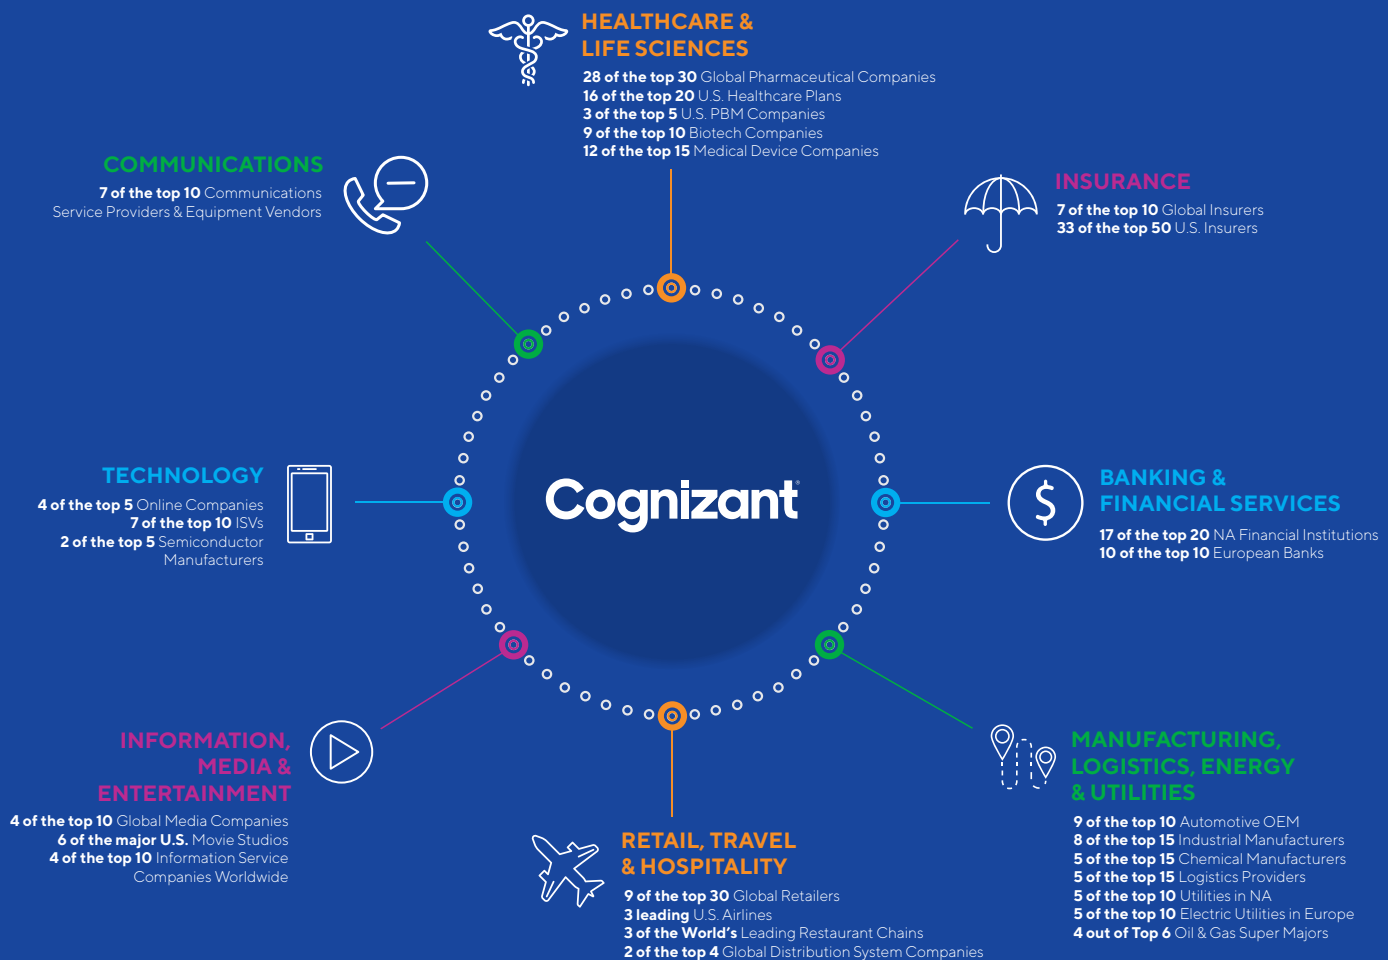 HEALTHCARE &
LIFE SCIENCES
28 of the top 30 Global Pharmaceutical Companies
16 of the top 20 U.S. Healthcare Plans
3 of the top 5 U.S. PBM Companies
9 of the top 10 Biotech Companies
12 of the top 15 Medical Device Companies
COMMUNICATIONS
7 of the top 10 Communications
Service Providers & Equipment Vendors
INSURANCE
7 of the top 10 Global Insurers
33 of the top 50 U.S. Insurers
TECHNOLOGY
4 of the top 5 Online Companies
7 of the top 10 ISVs
2 of the top 5 Semiconductor
Manufacturers
Cognizant
BANKING &
FINANCIAL SERVICES
17 of the top 20 NA Financial Institutions
10 of the top 10 European Banks
INFORMATION,
MEDIA &
ENTERTAINMENT
4 of the top 10 Global Media Companies
6 of the major U.S. Movie Studios
4 of the top 10 Information Service
Companies Worldwide
RETAIL, TRAVEL
& HOSPITALITY
9 of the top 30 Global Retailers
3 leading U.S. Airlines
3 of the World's Leading Restaurant Chains
2 of the top 4 Global Distribution System Companies
MANUFACTURING,
LOGISTICS, ENERGY
& UTILITIES
9 of the top 10 Automotive OEM
8 of the top 15 Industrial Manufacturers
5 of the top 15 Chemical Manufacturers
5 of the top 15 Logistics Providers
5 of the top 10 Utilities in NA
5 of the top 10 Electric Utilities in Europe
4 out of Top 6 Oil & Gas Super Majors